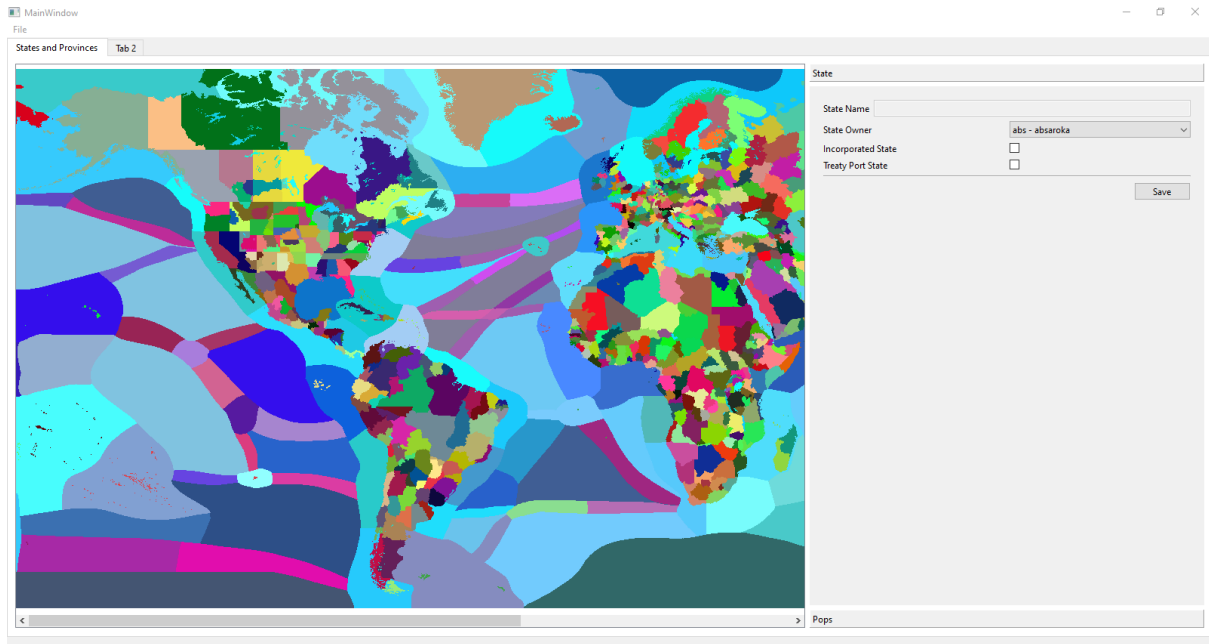 MainWindow
File
States and Provinces Tab 2
State
State Name
State Owner abs - absaroka
Incorporated State
Treaty Port State
Save
Pops